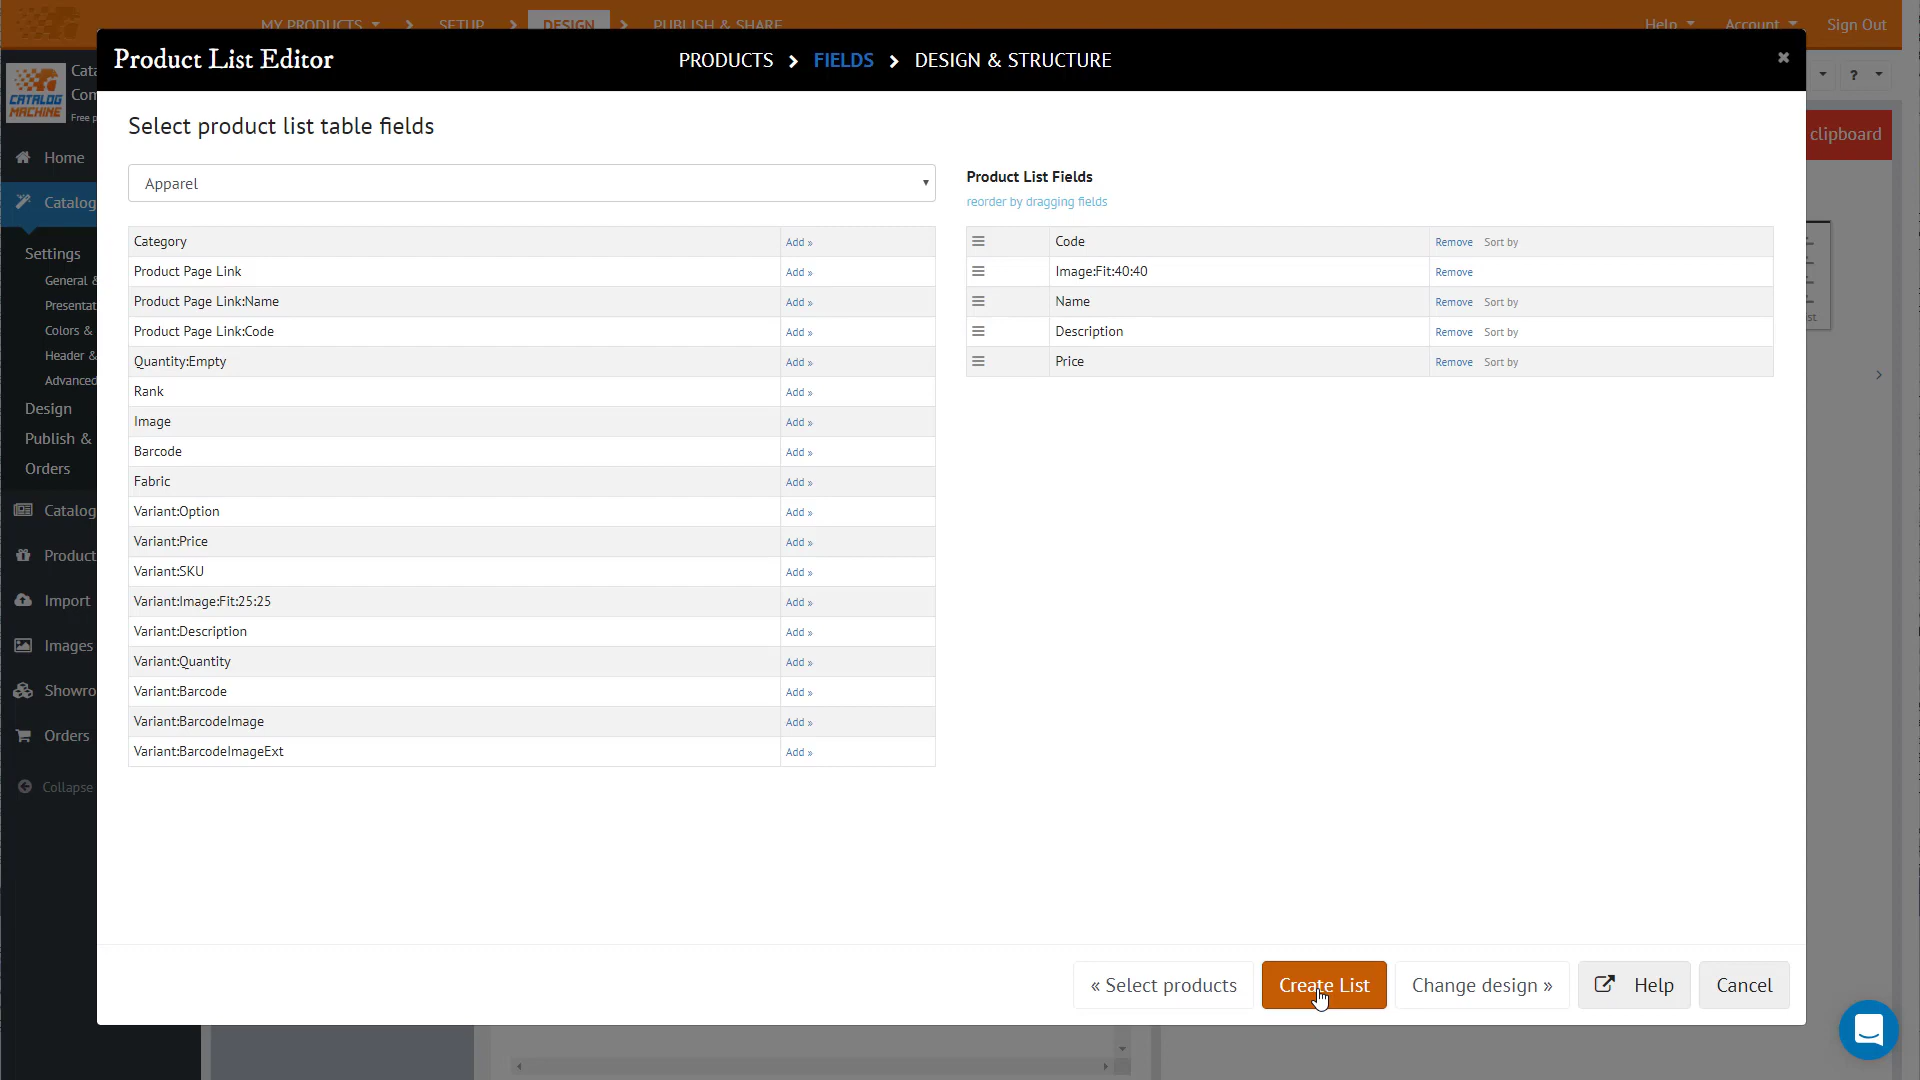 MY PRODUCTS
SETUP
DESIGN
PUBLISH & SHARE
Help
Account
Sign Out
Product List Editor
PRODUCTS
FIELDS
DESIGN & STRUCTURE
CATALOG
MACHINE
Free p
?
clipboard
Select product list table fields
Apparel
Product List Fields
reorder by dragging fields
Category Add »
Product Page Link Add »
Product Page Link:Name Add »
Product Page Link:Code Add »
Quantity:Empty Add »
Rank Add »
Image Add »
Barcode Add »
Fabric Add »
Variant:Option Add »
Variant:Price Add »
Variant:SKU Add »
Variant:Image:Fit:25:25 Add »
Variant:Description Add »
Variant:Quantity Add »
Variant:Barcode Add »
Variant:BarcodeImage Add »
Variant:BarcodeImageExt Add »
Code Remove Sort by
Image:Fit:40:40 Remove
Name Remove Sort by
Description Remove Sort by
Price Remove Sort by
Home
Catalog
Settings
General &
Presentat
Colors &
Header &
Advanced
Design
Publish &
Orders
Catalog
Product
Import
Images
Showro
Orders
Collapse
« Select products
Create List
Change design »
Help
Cancel